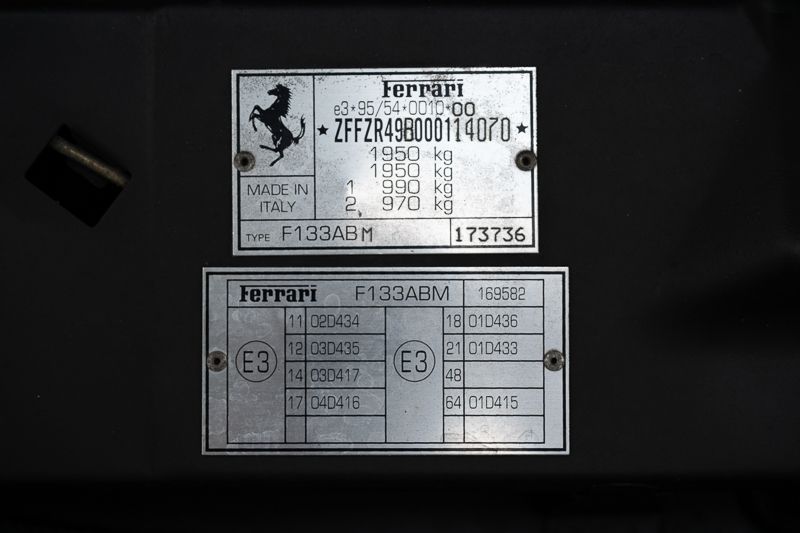 Ferrari
e3*95/54*0010*00
★ZFFZR49B000114070★
1950 kg
1950 kg
1 990 kg
2 970 kg
MADE IN
ITALY
TYPE F133ABM 173736
Ferrari F133ABM 169582
E3 11 02D434 E3 18 01D436
12 03D435 21 01D433
14 03D417 48
17 04D416 64 01D415